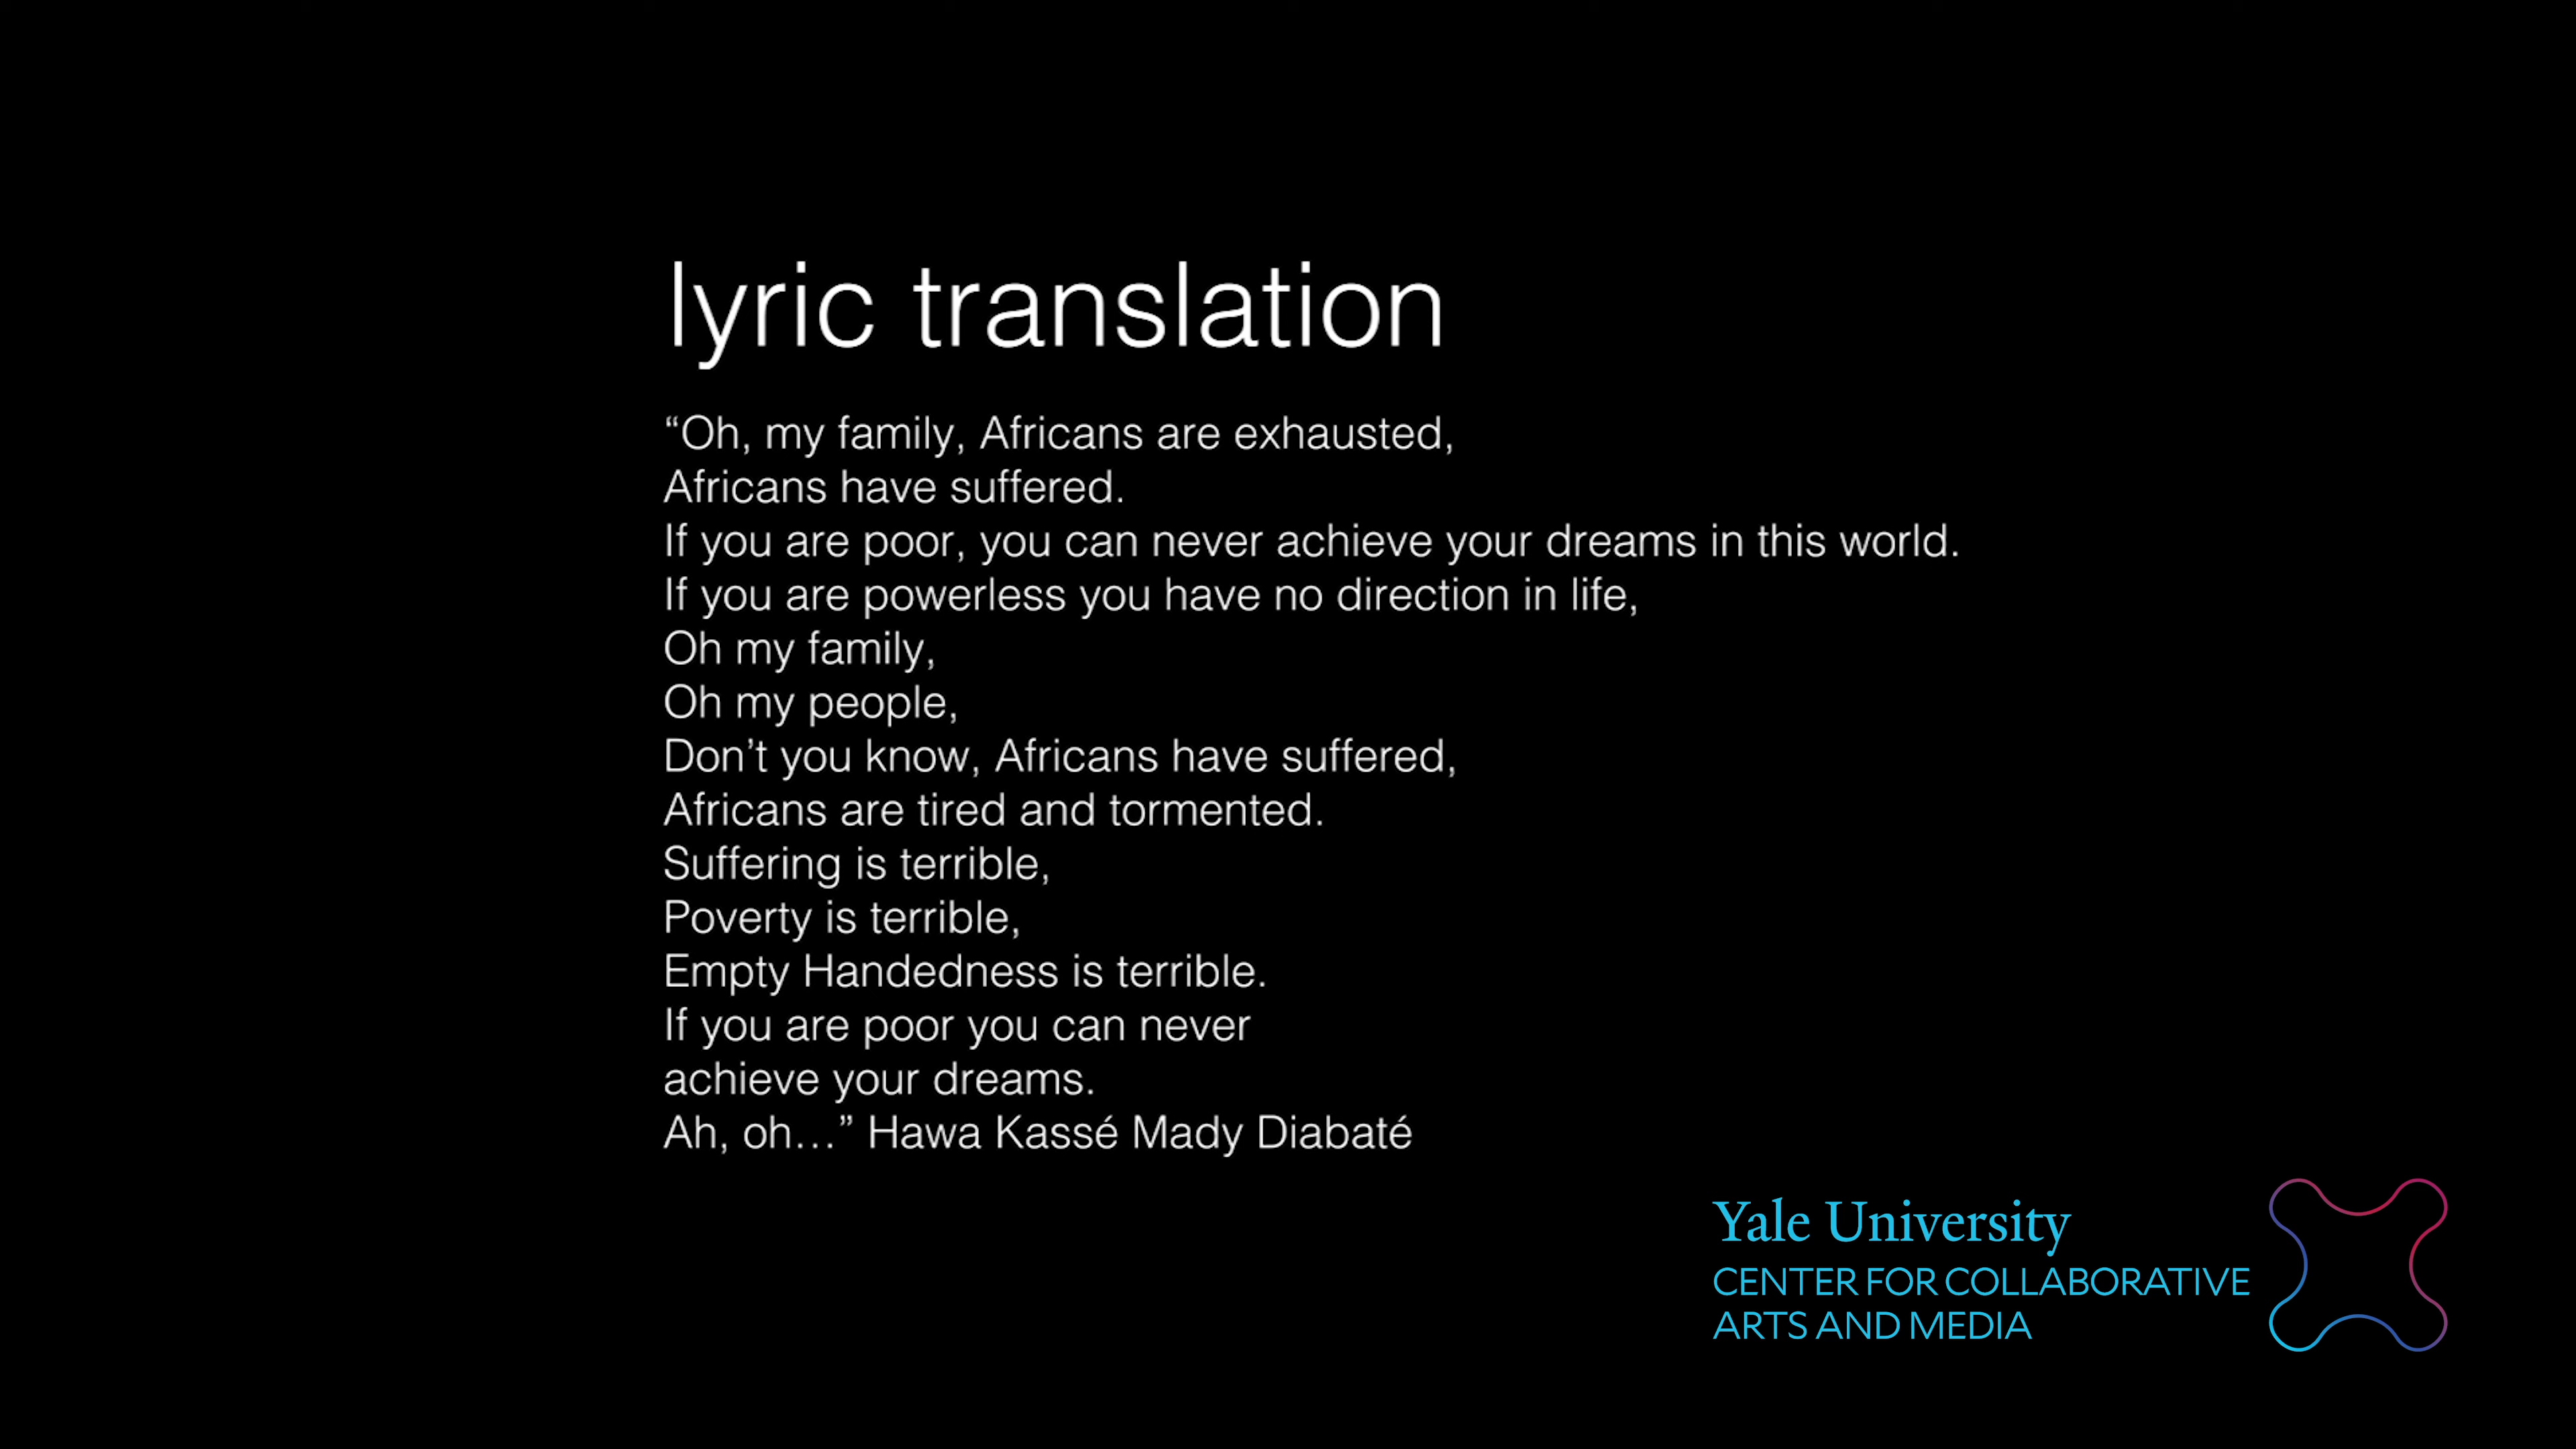 lyric translation
“Oh, my family, Africans are exhausted,
Africans have suffered.
If you are poor, you can never achieve your dreams in this world.
If you are powerless you have no direction in life,
Oh my family,
Oh my people,
Don’t you know, Africans have suffered,
Africans are tired and tormented.
Suffering is terrible,
Poverty is terrible,
Empty Handedness is terrible.
If you are poor you can never
achieve your dreams.
Ah, oh…” Hawa Kassé Mady Diabaté
Yale University
CENTER FOR COLLABORATIVE
ARTS AND MEDIA